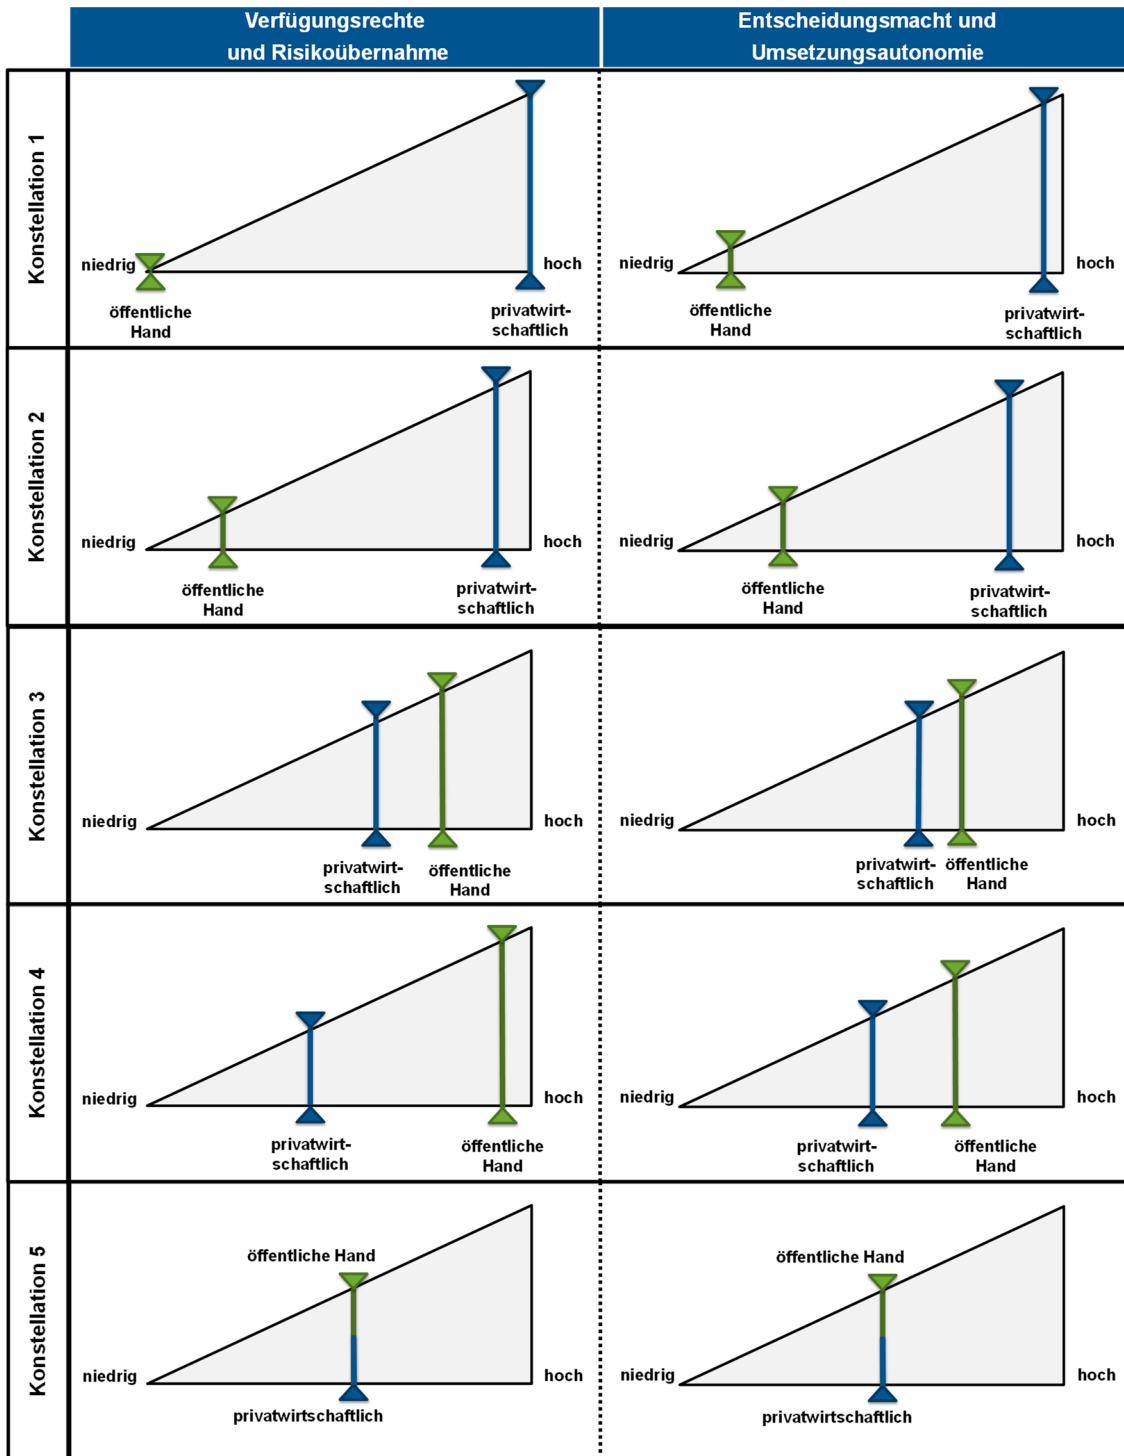 Verfügungsrechte
und Risikoübernahme
Entscheidungsmacht und
Umsetzungsautonomie
Konstellation 1
niedrig
hoch
öffentliche
Hand
privatwirt-
schaftlich
niedrig
hoch
öffentliche
Hand
privatwirt-
schaftlich
Konstellation 2
niedrig
hoch
öffentliche
Hand
privatwirt-
schaftlich
niedrig
hoch
öffentliche
Hand
privatwirt-
schaftlich
Konstellation 3
niedrig
hoch
privatwirt-
schaftlich
öffentliche
Hand
niedrig
hoch
privatwirt-
schaftlich
öffentliche
Hand
Konstellation 4
niedrig
hoch
privatwirt-
schaftlich
öffentliche
Hand
niedrig
hoch
privatwirt-
schaftlich
öffentliche
Hand
Konstellation 5
öffentliche Hand
niedrig
hoch
privatwirtschaftlich
öffentliche Hand
niedrig
hoch
privatwirtschaftlich